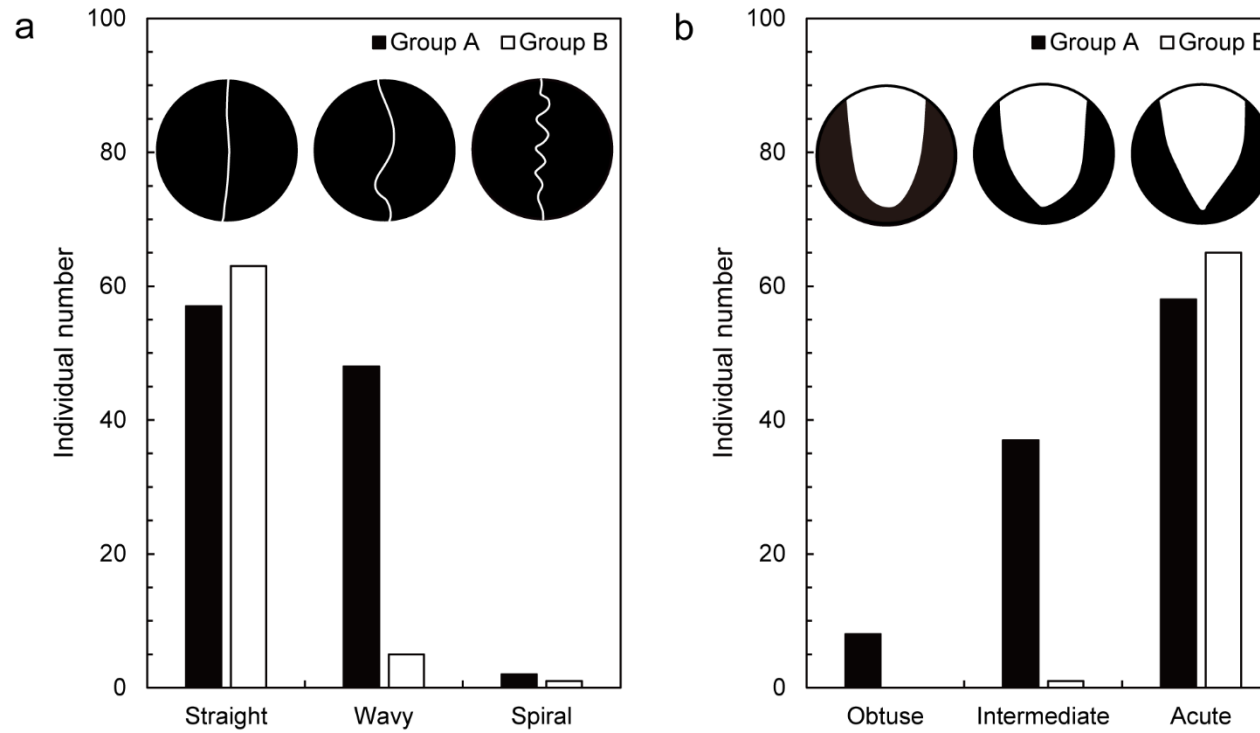 a
100
80
60
40
20
0
Individual number
Group A Group B
Straight Wavy Spiral
b
100
80
60
40
20
0
Individual number
Group A Group
Obtuse Intermediate Acute